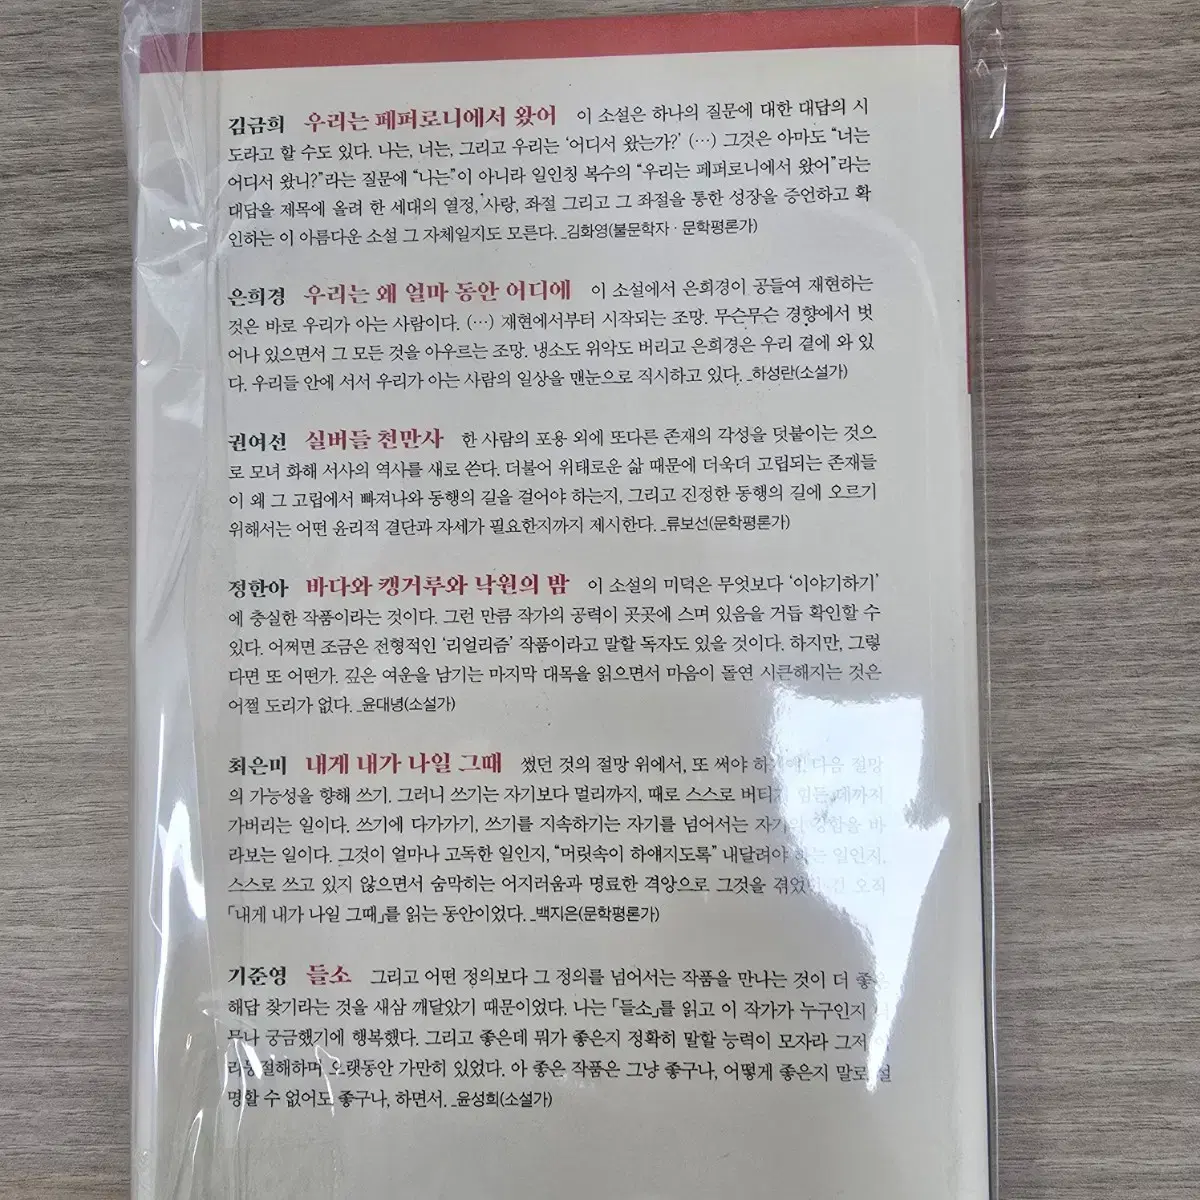 김금희 우리는 페퍼로니에서 왔어 이 소설은 하나의 질문에 대한 대답의 시
도라고 할 수도 있다. 나는, 너는, 그리고 우리는 ‘어디서 왔는가?’ (…) 그것은 아마도 “너는
어디서 왔니?”라는 질문에 “나는”이 아니라 일인칭 복수의 “우리는 페퍼로니에서 왔어”라는
대답을 제목에 올려 한 세대의 열정, 사랑, 좌절 그리고 그 좌절을 통한 성장을 증언하고 확
인하는 이 아름다운 소설 그 자체일지도 모른다. _김화영(불문학자·문학평론가)
은희경 우리는 왜 얼마 동안 어디에 이 소설에서 은희경이 공들여 재현하는
것은 바로 우리가 아는 사람이다. (…) 재현에서부터 시작되는 조망. 무슨무슨 경향에서 벗
어나 있으면서 그 모든 것을 아우르는 조망. 냉소도 위악도 버리고 은희경은 우리 곁에 와 있
다. 우리들 안에 서서 우리가 아는 사람의 일상을 맨눈으로 직시하고 있다. _하성란(소설가)
권여선 실버들 천만사 한 사람의 포용 외에 또다른 존재의 각성을 덧붙이는 것으
로 모녀 화해 서사의 역사를 새로 쓴다. 더불어 위태로운 삶 때문에 더욱더 고립되는 존재들
이 왜 그 고립에서 빠져나와 동행의 길을 걸어야 하는지, 그리고 진정한 동행의 길에 오르기
위해서는 어떤 윤리적 결단과 자세가 필요한지까지 제시한다. _류보선(문학평론가)
정한아 바다와 캥거루와 낙원의 밤 이 소설의 미덕은 무엇보다 ‘이야기하기’
에 충실한 작품이라는 것이다. 그런 만큼 작가의 공력이 곳곳에 스며 있음을 거듭 확인할 수
있다. 어쩌면 조금은 전형적인 ‘리얼리즘’ 작품이라고 말할 독자도 있을 것이다. 하지만, 그렇
다면 또 어떤가. 깊은 여운을 남기는 마지막 대목을 읽으면서 마음이 돌연 시큰해지는 것은
어쩔 도리가 없다. _윤대녕(소설가)
최은미 내게 내가 나일 그때 썼던 것의 절망 위에서, 또 써야 하기에, 다음 절망
의 가능성을 향해 쓰기. 그러니 쓰기는 자기보다 멀리까지, 때로 스스로 버티기 힘든 데까지
가버리는 일이다. 쓰기에 다가가기, 쓰기를 지속하기는 자기를 넘어서는 자기의 바
라보는 일이다. 그것이 얼마나 고독한 일인지, “머릿속이 하얘지도록” 내달려야 하는 일인지,
스스로 쓰고 있지 않으면서 숨막히는 어지러움과 명료한 격앙으로 그것을 겪었던 건 오직
「내게 내가 나일 그때」를 읽는 동안이었다. _백지은(문학평론가)
기준영 들소 그리고 어떤 정의보다 그 정의를 넘어서는 작품을 만나는 것이 더 좋은
해답 찾기라는 것을 새삼 깨달았기 때문이었다. 나는 「들소」를 읽고 이 작가가 누구인지 너
무나 궁금했기에 행복했다. 그리고 좋은데 뭐가 좋은지 정확히 말할 능력이 모자라 그저 어
리둥절해하며 오랫동안 가만히 있었다. 아 좋은 작품은 그냥 좋구나, 어떻게 좋은지 말로 설
명할 수 없어도 좋구나, 하면서. _윤성희(소설가)